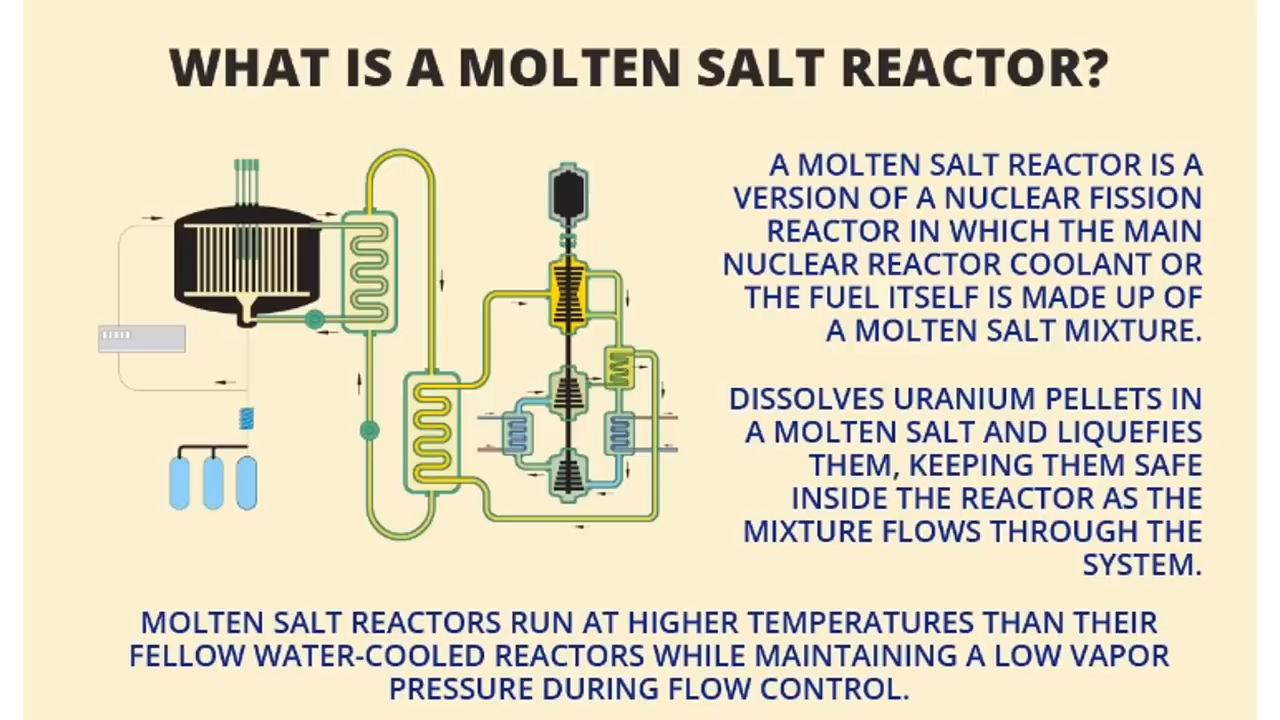 WHAT IS A MOLTEN SALT REACTOR?
A MOLTEN SALT REACTOR IS A
VERSION OF A NUCLEAR FISSION
REACTOR IN WHICH THE MAIN
NUCLEAR REACTOR COOLANT OR
THE FUEL ITSELF IS MADE UP OF
A MOLTEN SALT MIXTURE.
DISSOLVES URANIUM PELLETS IN
A MOLTEN SALT AND LIQUEFIES
THEM, KEEPING THEM SAFE
INSIDE THE REACTOR AS THE
MIXTURE FLOWS THROUGH THE
SYSTEM.
MOLTEN SALT REACTORS RUN AT HIGHER TEMPERATURES THAN THEIR
FELLOW WATER-COOLED REACTORS WHILE MAINTAINING A LOW VAPOR
PRESSURE DURING FLOW CONTROL.